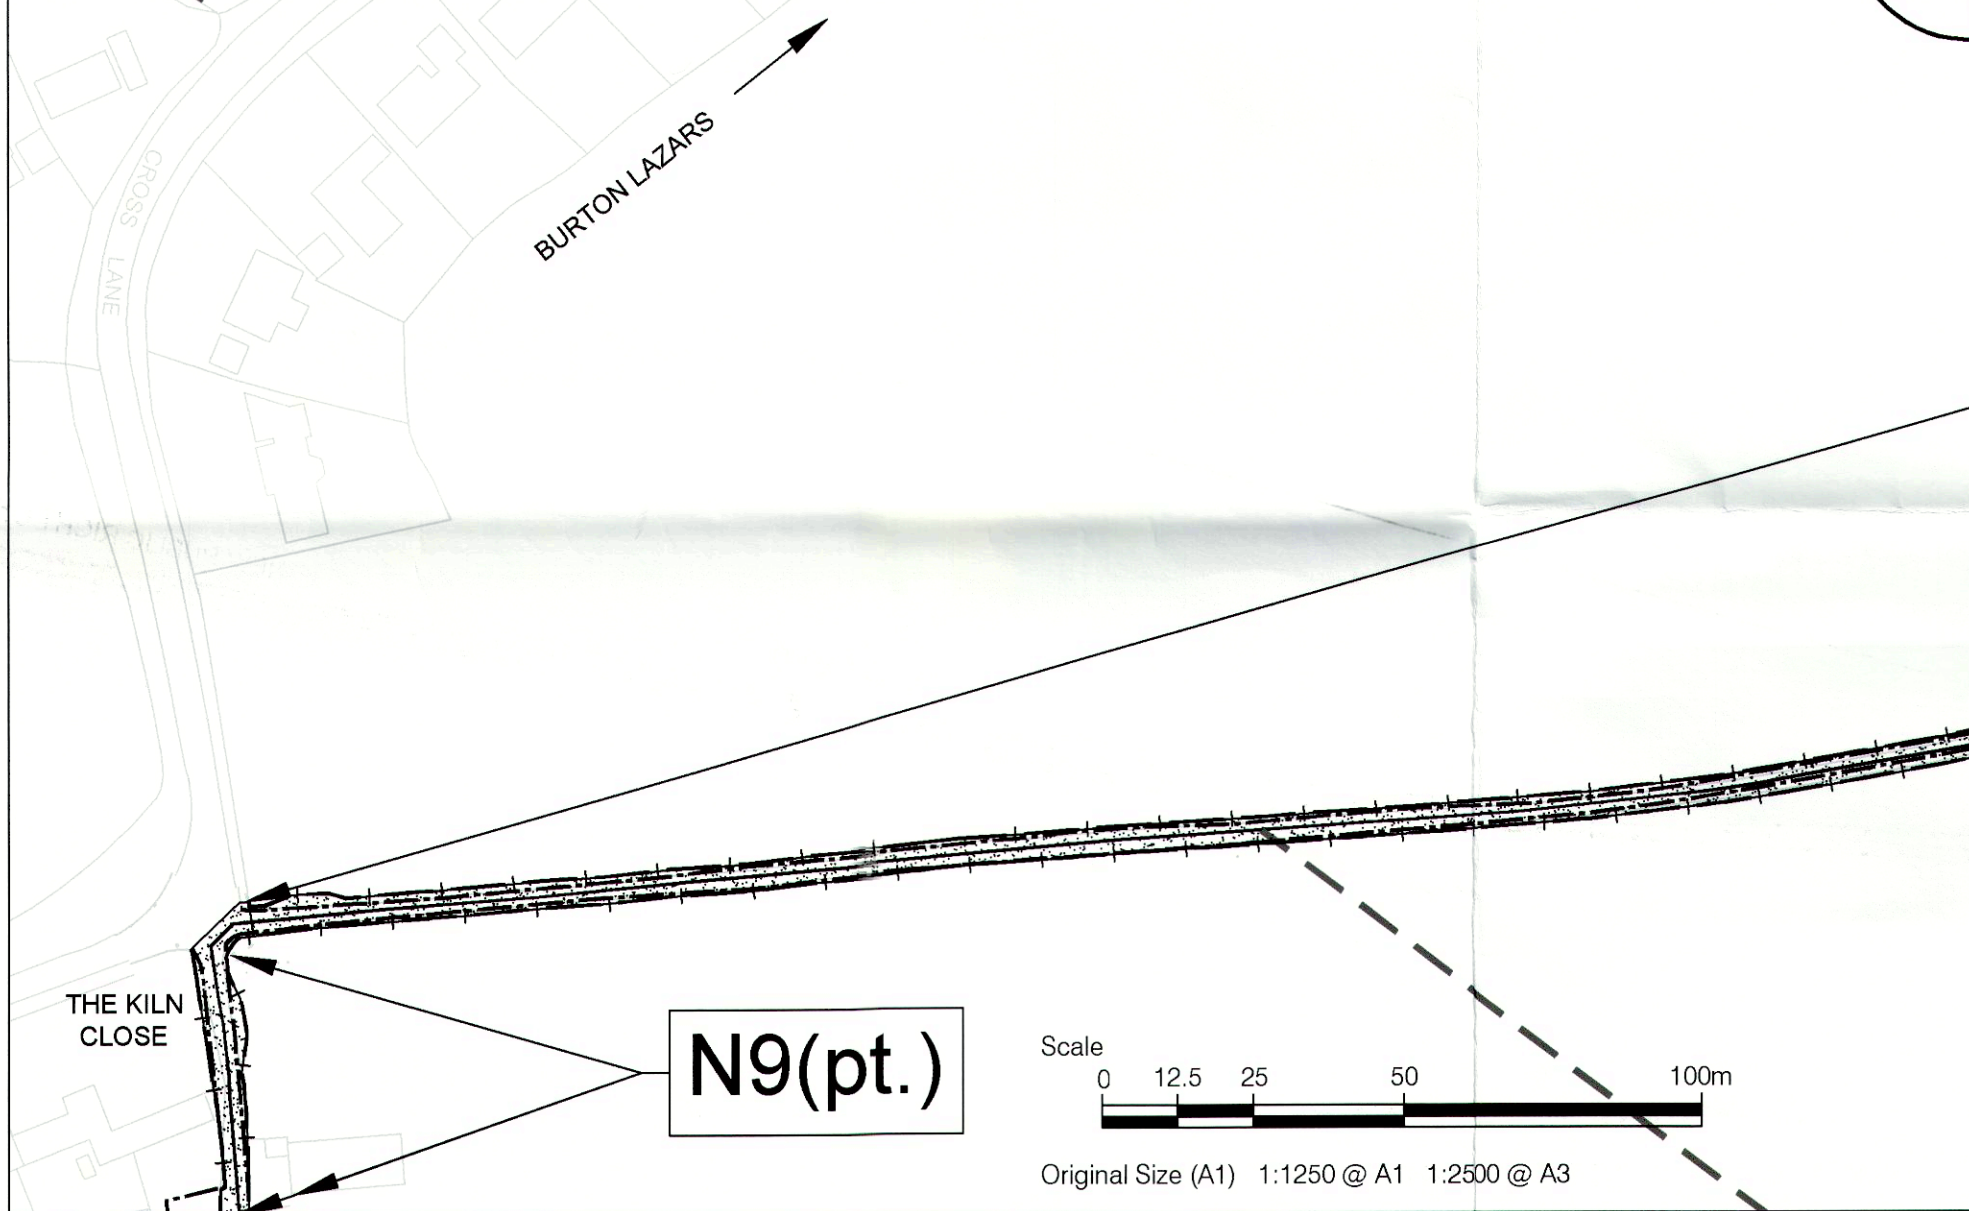 BURTON LAZARS
CROSS LANE
THE KILN
CLOSE
N9(pt.)
Scale
0 12.5 25 50 100m
Original Size (A1) 1:1250 @ A1 1:2500 @ A3